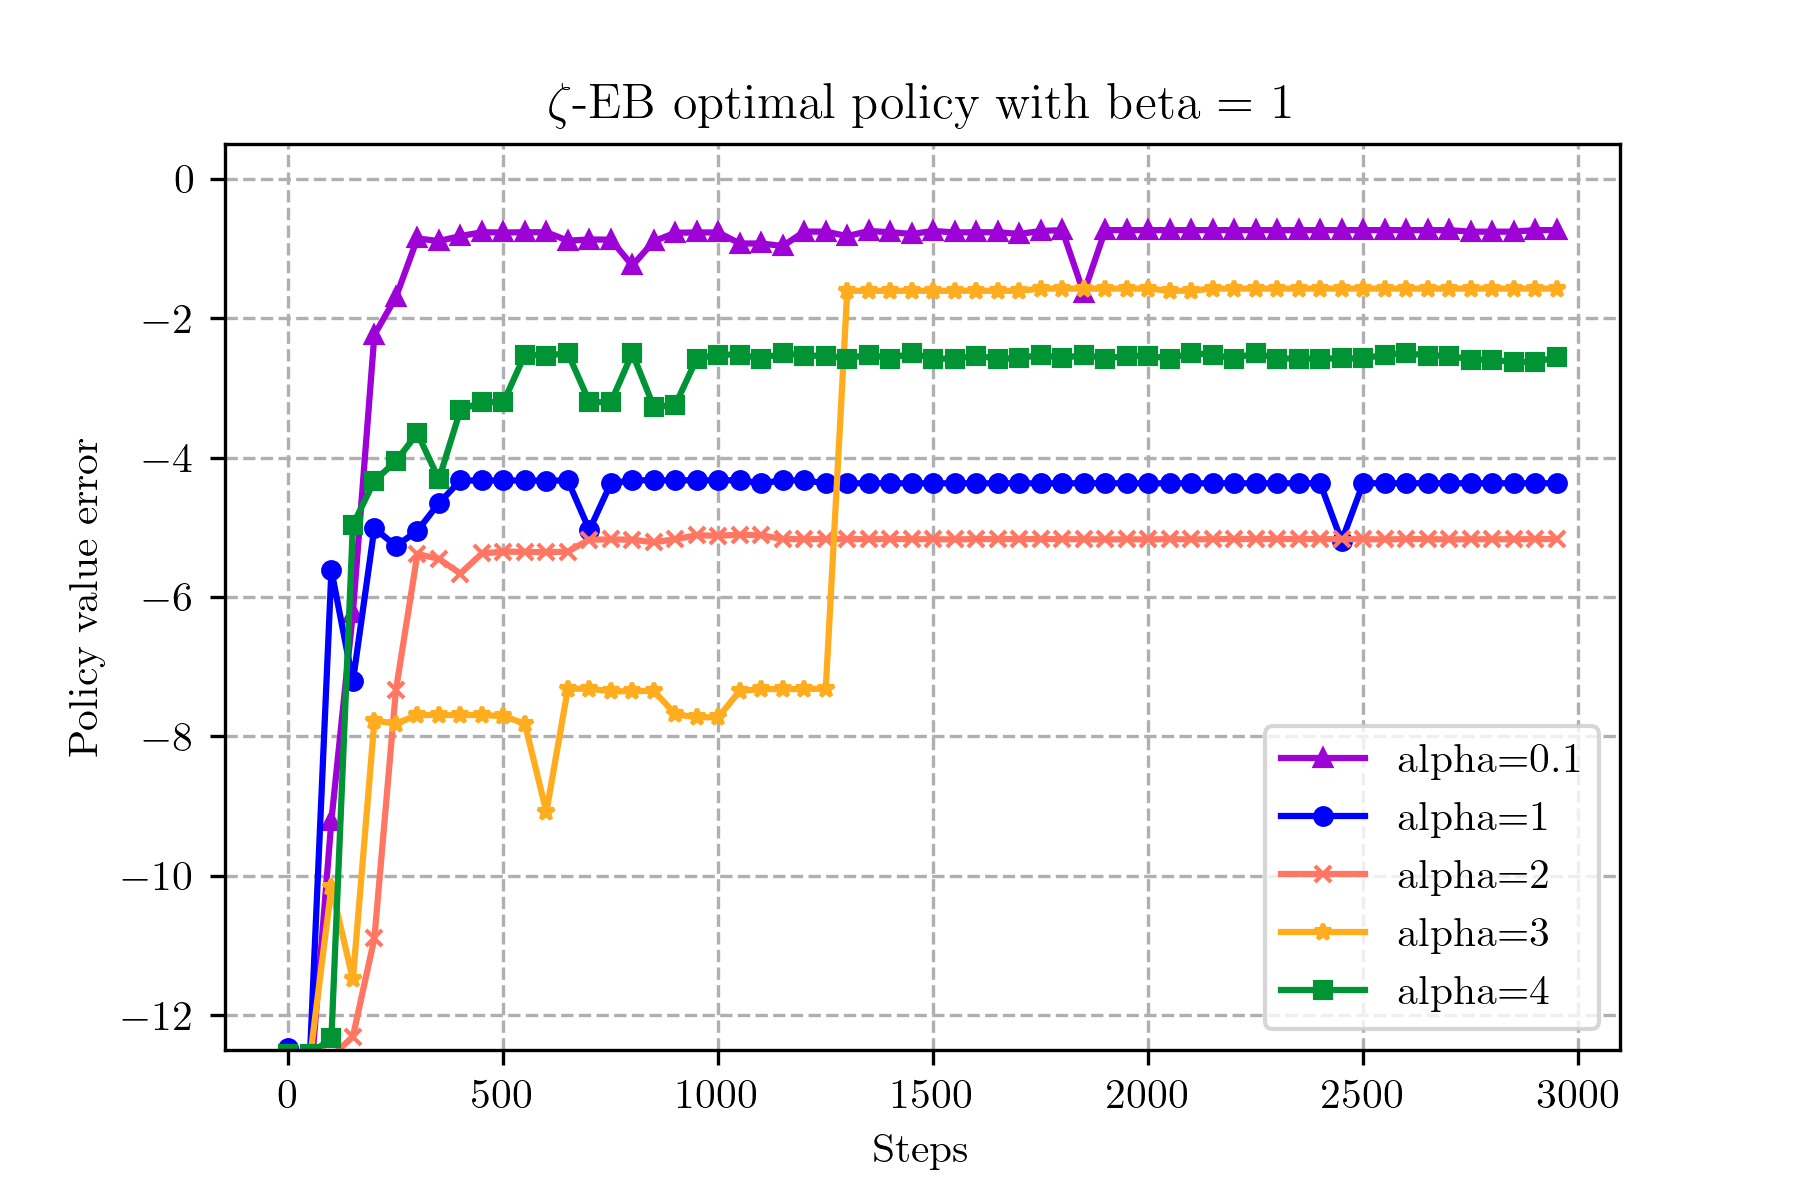 ζ-EB optimal policy with beta = 1
Policy value error
0
−2
−4
−6
−8
−10
−12
0 500 1000 1500 2000 2500 3000
Steps
alpha=0.1
alpha=1
alpha=2
alpha=3
alpha=4